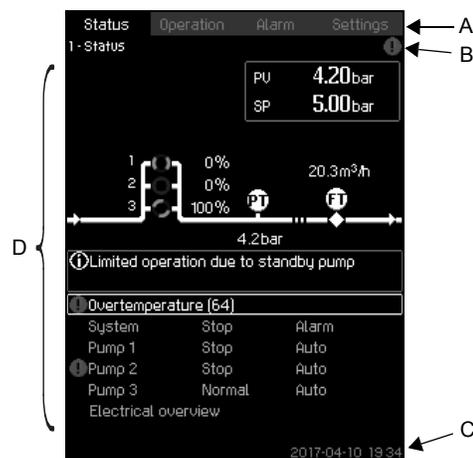 Status Operation Alarm Settings A
1 - Status B
PV 4.20bar
SP 5.00bar
1 0%
2 0%
3 100%
20.3m³/h
PT FT
4.2bar
D
Limited operation due to standby pump
Overtemperature (64)
System Stop Alarm
Pump 1 Stop Auto
Pump 2 Stop Auto
Pump 3 Normal Auto
Electrical overview
C
2017-04-10 19:34